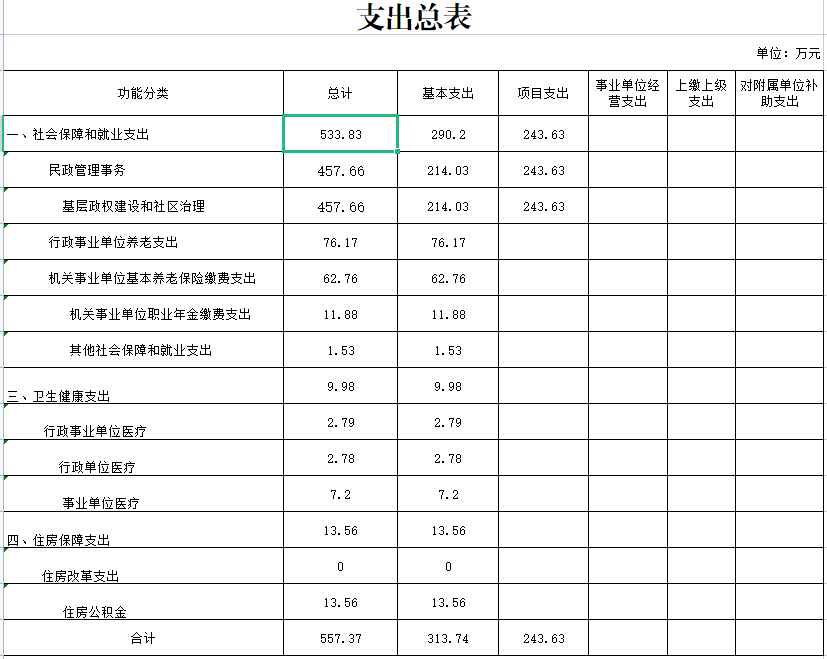 支出总表
单位：万元
功能分类 总计 基本支出 项目支出 事业单位经营支出 上缴上级支出 对附属单位补助支出
一、社会保障和就业支出 533.83 290.2 243.63
民政管理事务 457.66 214.03 243.63
基层政权建设和社区治理 457.66 214.03 243.63
行政事业单位养老支出 76.17 76.17
机关事业单位基本养老保险缴费支出 62.76 62.76
机关事业单位职业年金缴费支出 11.88 11.88
其他社会保障和就业支出 1.53 1.53
三、卫生健康支出 9.98 9.98
行政事业单位医疗 2.79 2.79
行政单位医疗 2.78 2.78
事业单位医疗 7.2 7.2
四、住房保障支出 13.56 13.56
住房改革支出 0 0
住房公积金 13.56 13.56
合计 557.37 313.74 243.63